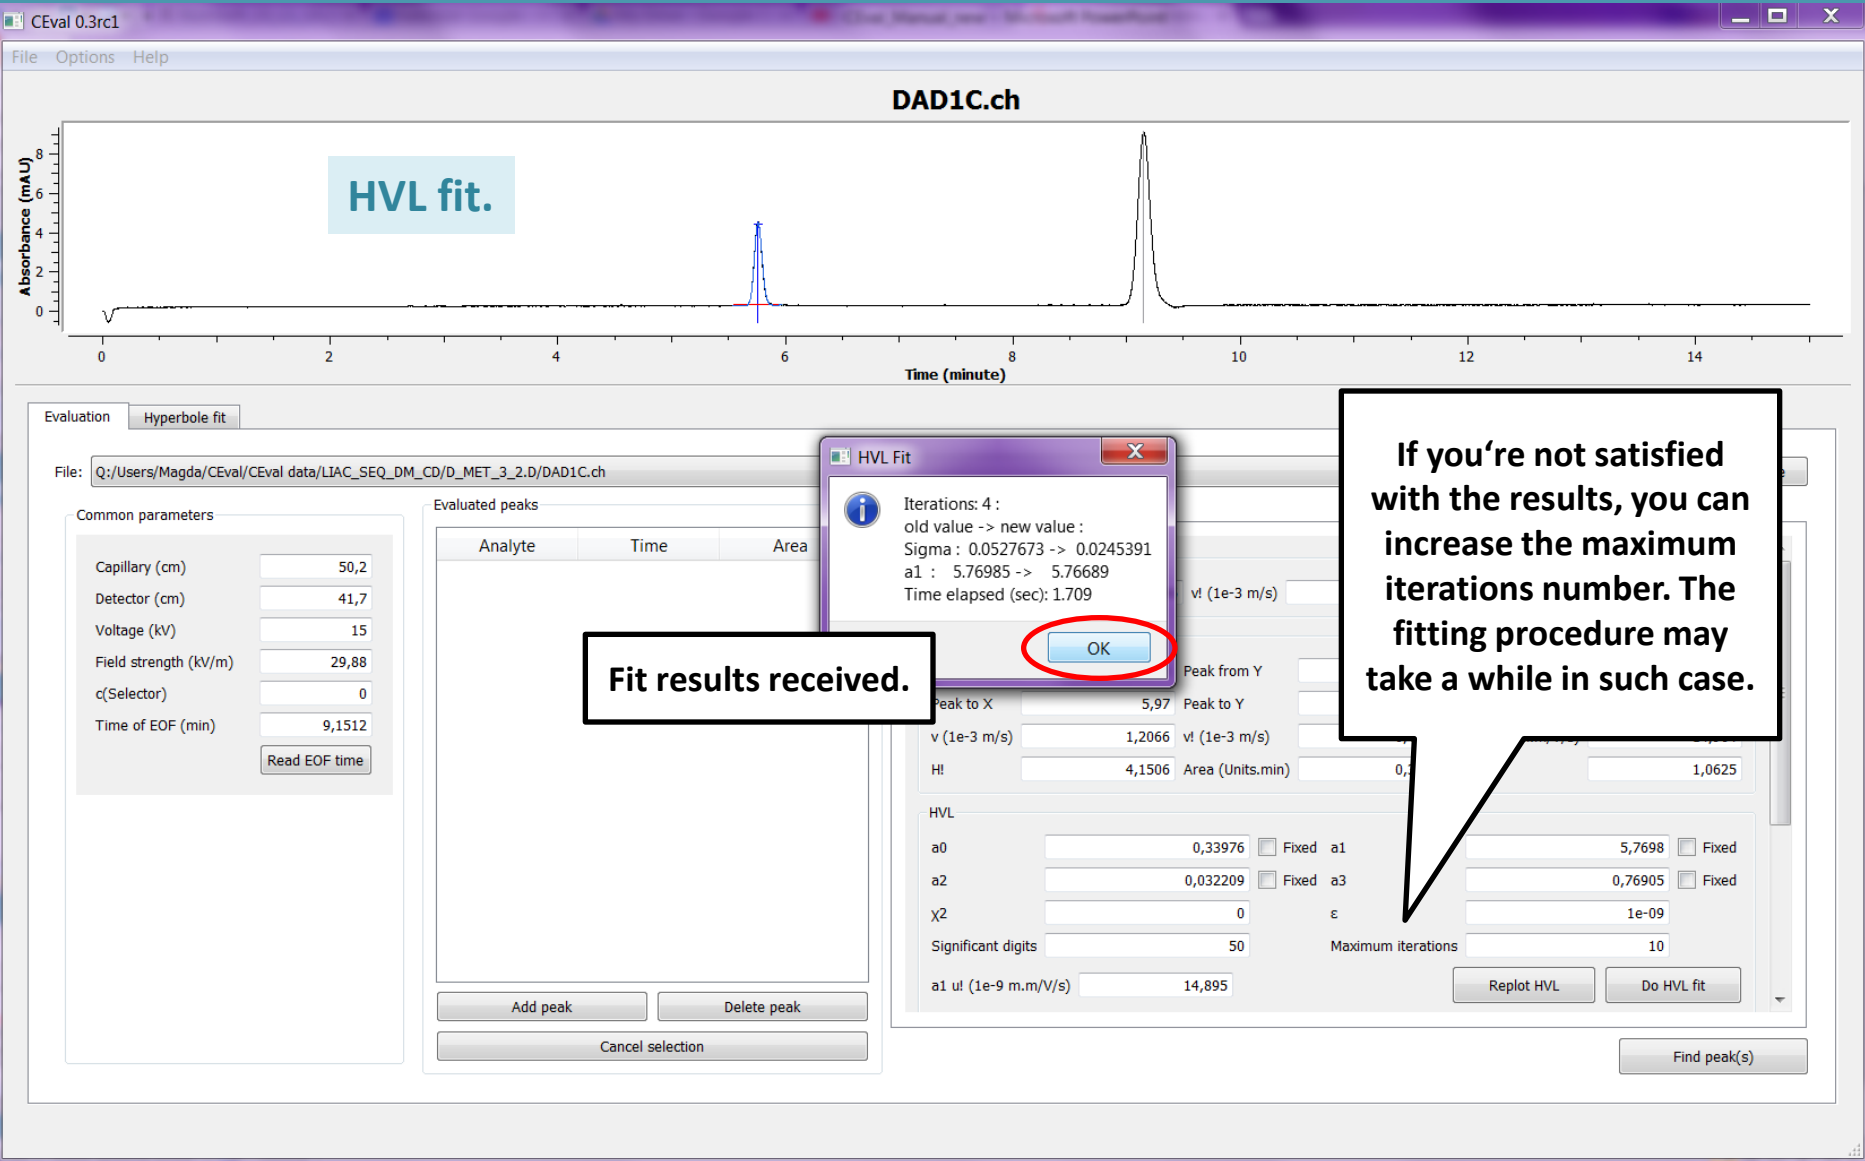 CEval 0.3rc1
File Options Help
DAD1C.ch
HVL fit.
Absorbance (mAU)
8
6
4
2
0
0 2 4 6 8 10 12 14
Time (minute)
Evaluation Hyperbole fit
File: Q:/Users/Magda/CEval/CEval data/LIAC_SEQ_DM_CD/D_MET_3_2.D/DAD1C.ch
Common parameters
Capillary (cm) 50,2
Detector (cm) 41,7
Voltage (kV) 15
Field strength (kV/m) 29,88
c(Selector) 0
Time of EOF (min) 9,1512
Read EOF time
Evaluated peaks
Analyte Time Area
Add peak Delete peak
Cancel selection
HVL Fit
Iterations: 4 :
old value -> new value :
Sigma : 0.0527673 -> 0.0245391
a1 : 5.76985 -> 5.76689
Time elapsed (sec): 1.709
OK
Fit results received.
If you‘re not satisfied
with the results, you can
increase the maximum
iterations number. The
fitting procedure may
take a while in such case.
v! (1e-3 m/s)
Peak from Y
Peak to X 5,97 Peak to Y
v (1e-3 m/s) 1,2066 v! (1e-3 m/s)
H! 4,1506 Area (Units.min) 1,0625
HVL
a0 0,33976 Fixed a1 5,7698 Fixed
a2 0,032209 Fixed a3 0,76905 Fixed
χ2 0 ε 1e-09
Significant digits 50 Maximum iterations 10
a1 u! (1e-9 m.m/V/s) 14,895 Replot HVL Do HVL fit
Find peak(s)